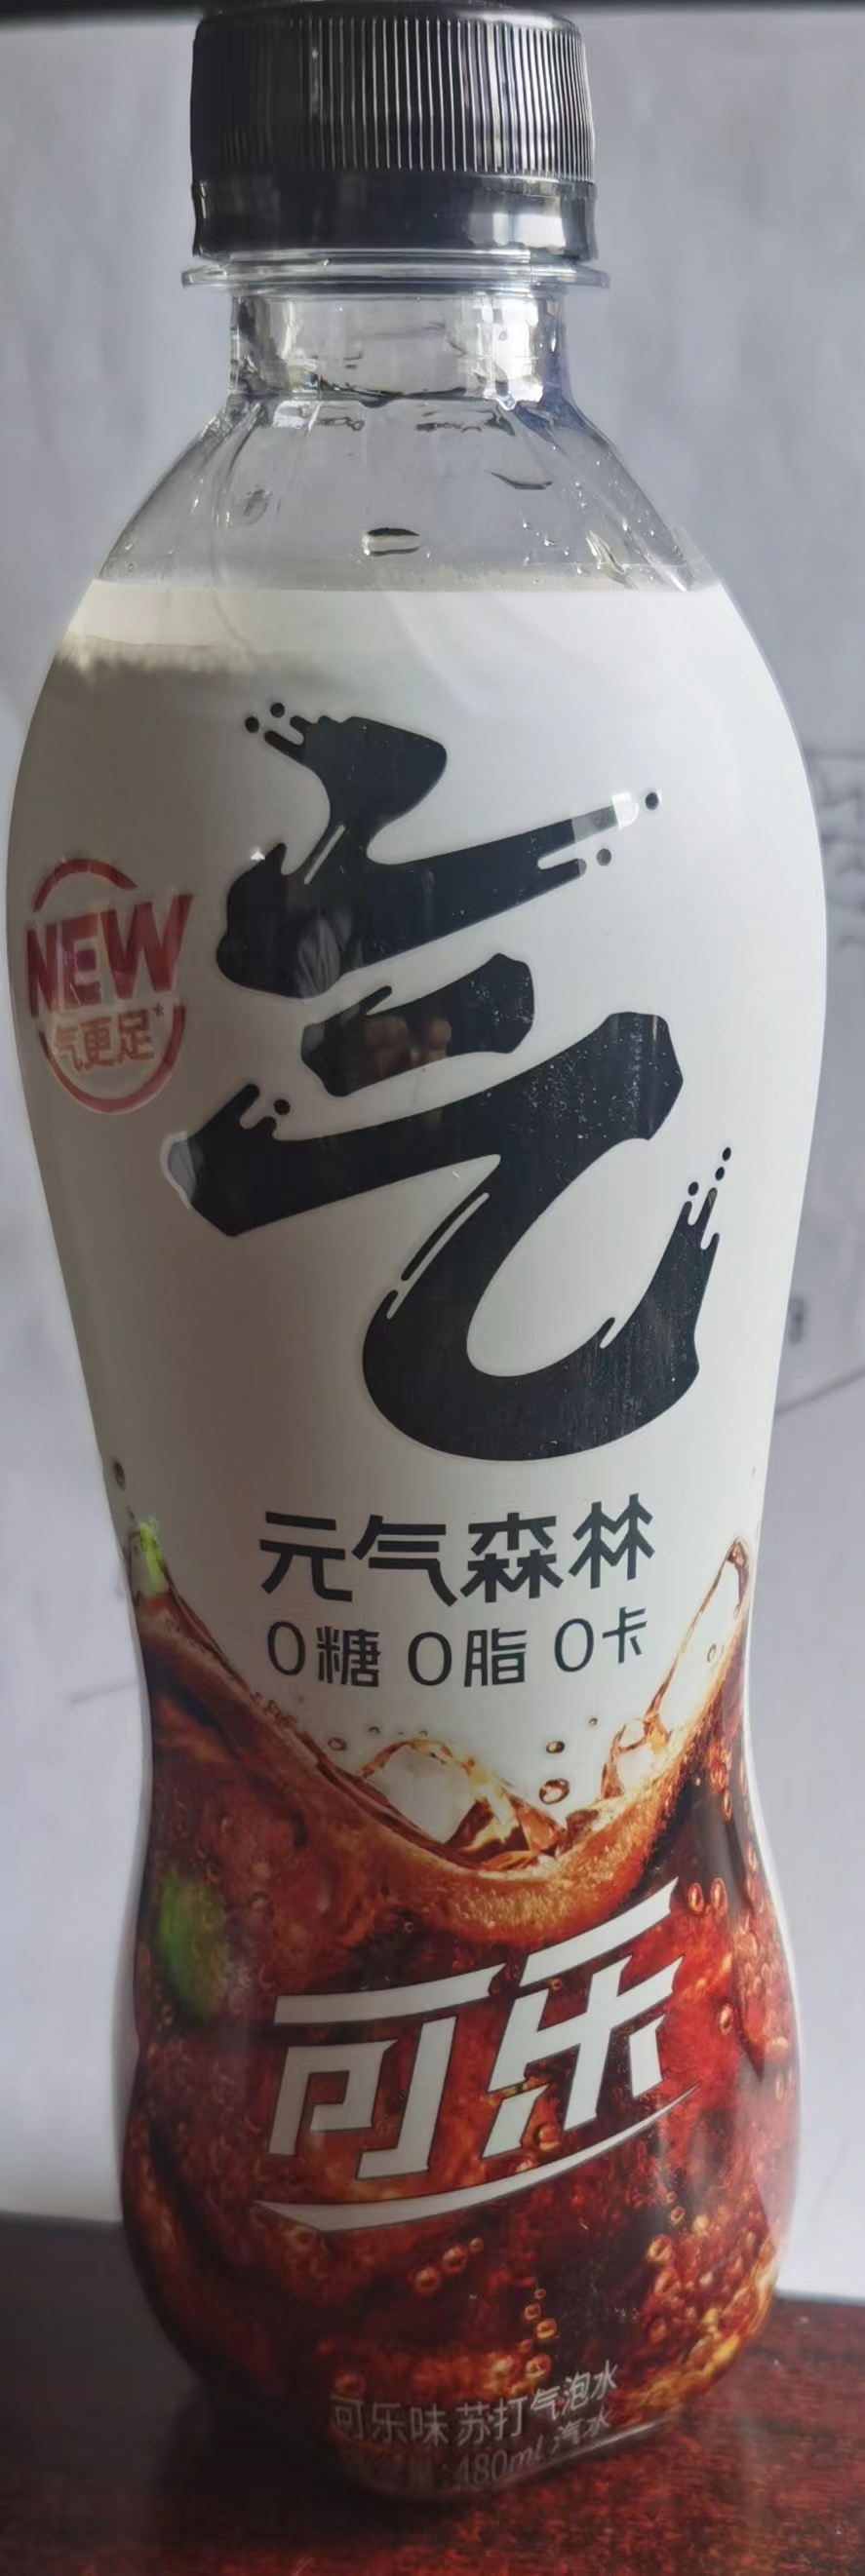 气
NEW
气更足*
元气森林
0糖 0脂 0卡
可乐
可乐味苏打气泡水
480ml 汽水